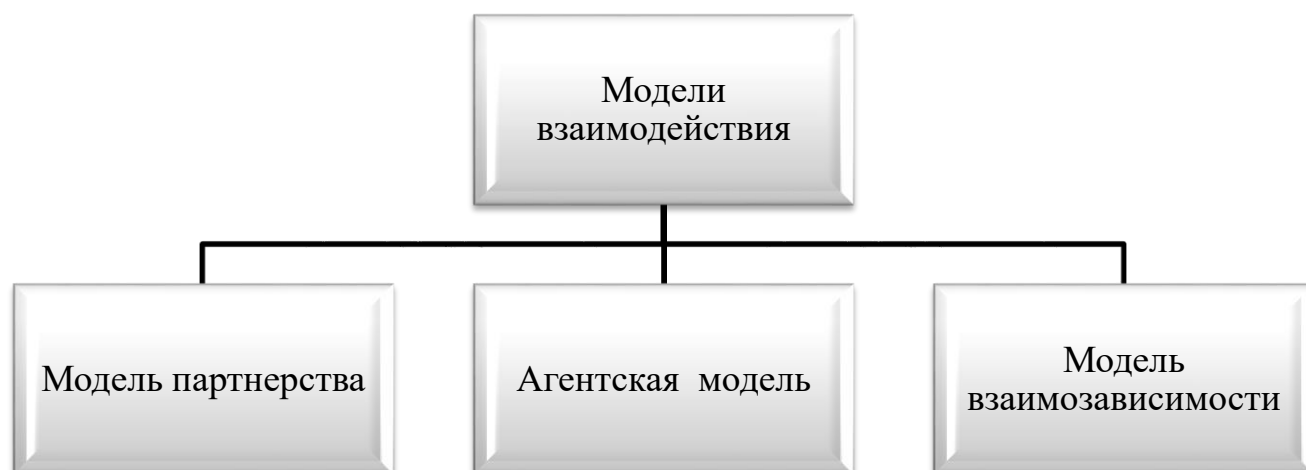 Модели
взаимодействия
Модель партнерства
Агентская модель
Модель
взаимозависимости